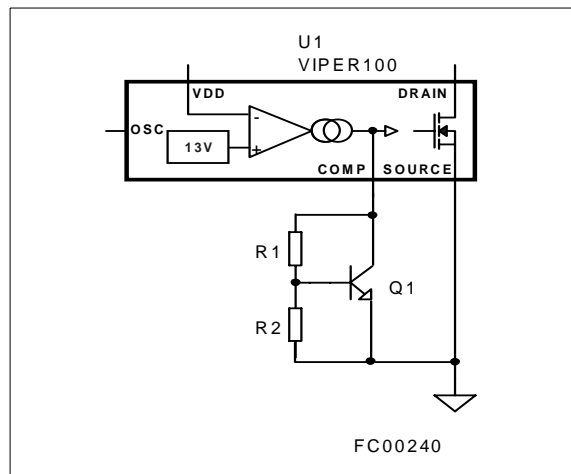 U1
VIPER100
VDD
DRAIN
OSC
-
13V
+
COMP SOURCE
R1
Q1
R2
FC00240